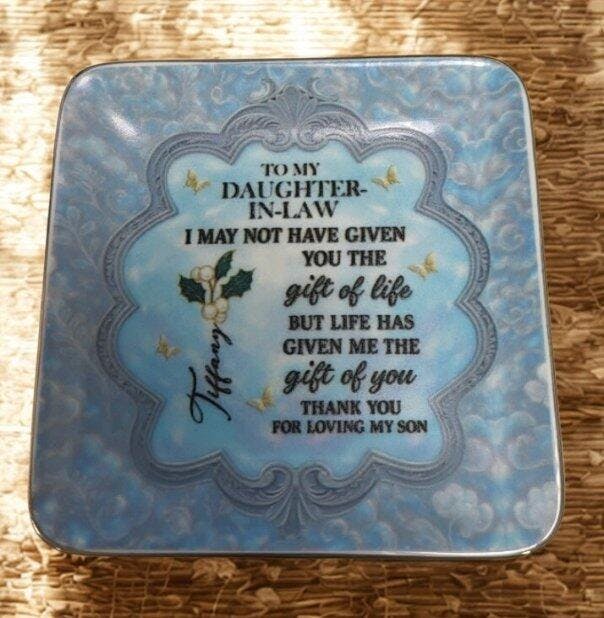 TO MY
DAUGHTER-
IN-LAW
I MAY NOT HAVE GIVEN
YOU THE
gift of life
BUT LIFE HAS
GIVEN ME THE
gift of you
THANK YOU
FOR LOVING MY SON
Tiffany